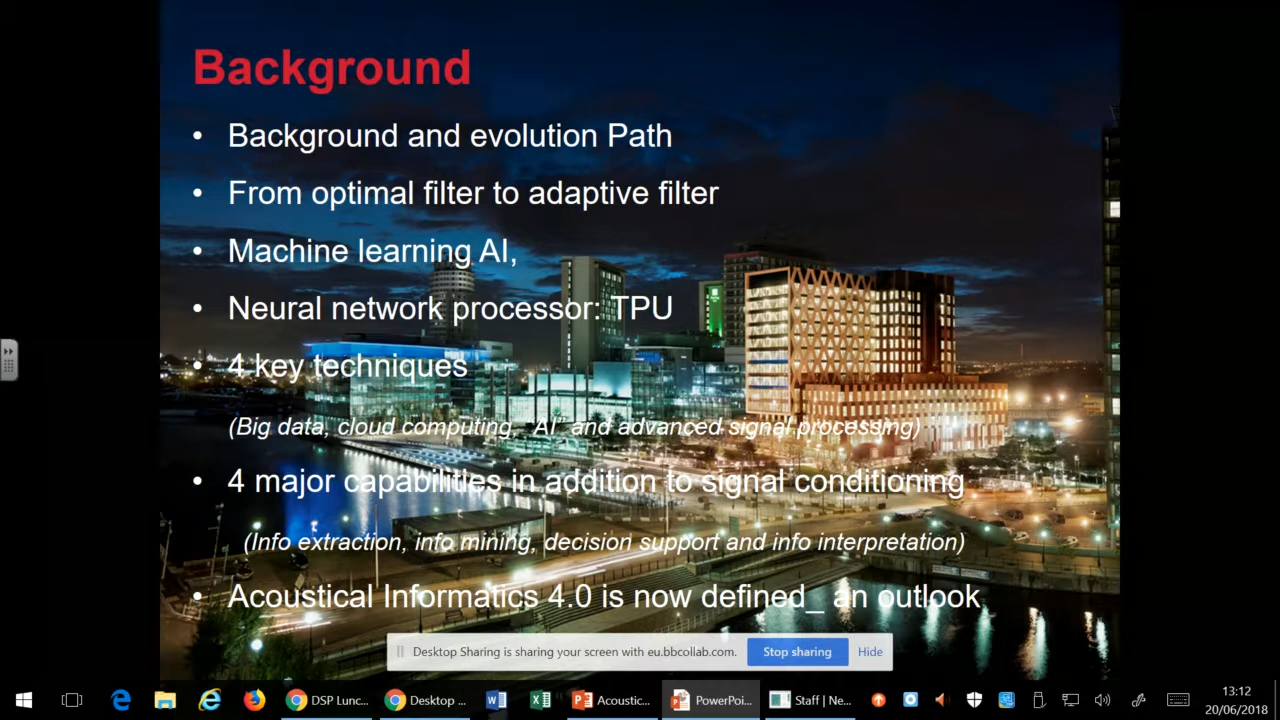 Background
• Background and evolution Path
• From optimal filter to adaptive filter
• Machine learning AI,
• Neural network processor: TPU
• 4 key techniques
(Big data, cloud computing, "AI" and advanced signal processing)
• 4 major capabilities in addition to signal conditioning
(Info extraction, info mining, decision support and info interpretation)
• Acoustical Informatics 4.0 is now defined_ an outlook
Desktop Sharing is sharing your screen with eu.bbcollab.com. Stop sharing Hide
DSP Lunc... Desktop ... Acoustic... PowerPoi... Staff | Ne... 13:12
20/06/2018